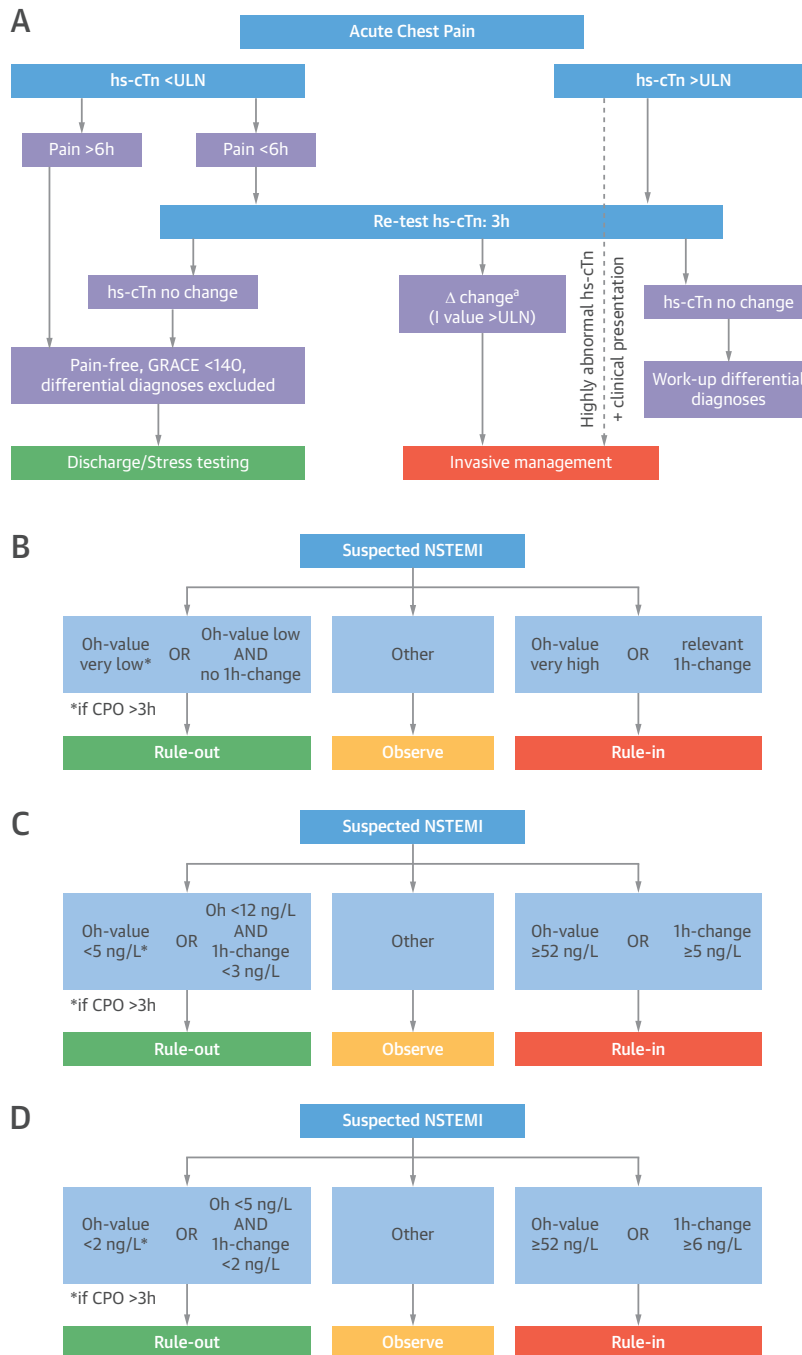 A
Acute Chest Pain
hs-cTn <ULN
hs-cTn >ULN
Pain >6h
Pain <6h
Re-test hs-cTn: 3h
hs-cTn no change
Δ change^a
(I value >ULN)
Highly abnormal hs-cTn
+ clinical presentation
hs-cTn no change
Pain-free, GRACE <140,
differential diagnoses excluded
Work-up differential
diagnoses
Discharge/Stress testing
Invasive management
B
Suspected NSTEMI
0h-value
very low*
OR
0h-value low
AND
no 1h-change
Other
0h-value
very high
OR
relevant
1h-change
*if CPO >3h
Rule-out
Observe
Rule-in
C
Suspected NSTEMI
0h-value
<5 ng/L*
OR
0h <12 ng/L
AND
1h-change
<3 ng/L
Other
0h-value
≥52 ng/L
OR
1h-change
≥5 ng/L
*if CPO >3h
Rule-out
Observe
Rule-in
D
Suspected NSTEMI
0h-value
<2 ng/L*
OR
0h <5 ng/L
AND
1h-change
<2 ng/L
Other
0h-value
≥52 ng/L
OR
1h-change
≥6 ng/L
*if CPO >3h
Rule-out
Observe
Rule-in